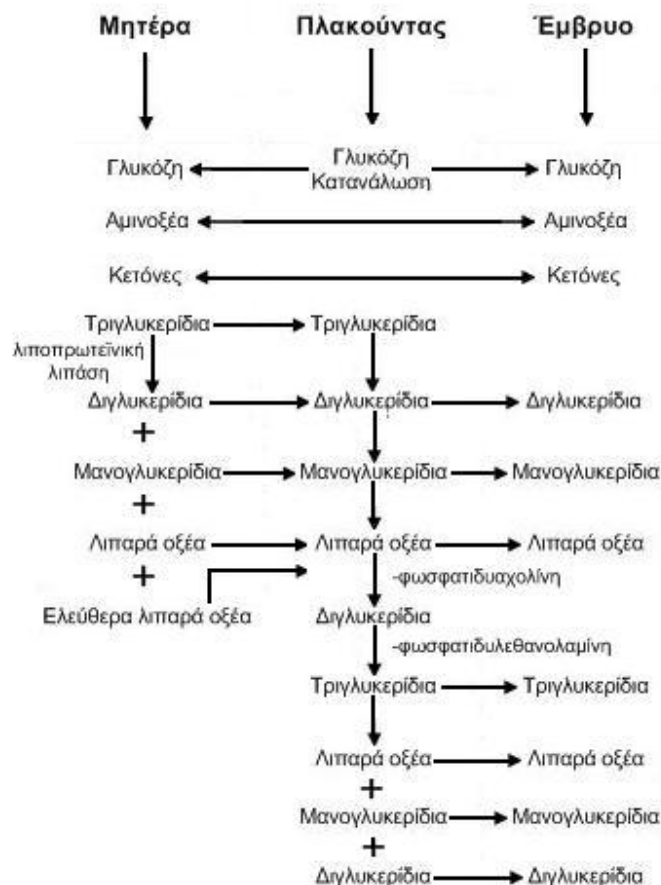 Μητέρα Πλακούντας Έμβρυο
Γλυκόζη Γλυκόζη Γλυκόζη
Κατανάλωση
Αμινοξέα Αμινοξέα
Κετόνες Κετόνες
Τριγλυκερίδια Τριγλυκερίδια
λιποπρωτεϊνική
λιπάση
Διγλυκερίδια Διγλυκερίδια Διγλυκερίδια
+
Μανογλυκερίδια Μανογλυκερίδια Μανογλυκερίδια
+
Λιπαρά οξέα Λιπαρά οξέα Λιπαρά οξέα
+
-φωσφατιδυαχολίνη
Ελεύθερα λιπαρά οξέα Διγλυκερίδια
-φωσφατιδυλεθανολαμίνη
Τριγλυκερίδια Τριγλυκερίδια
Λιπαρά οξέα Λιπαρά οξέα
+
Μανογλυκερίδια Μανογλυκερίδια
+
Διγλυκερίδια Διγλυκερίδια